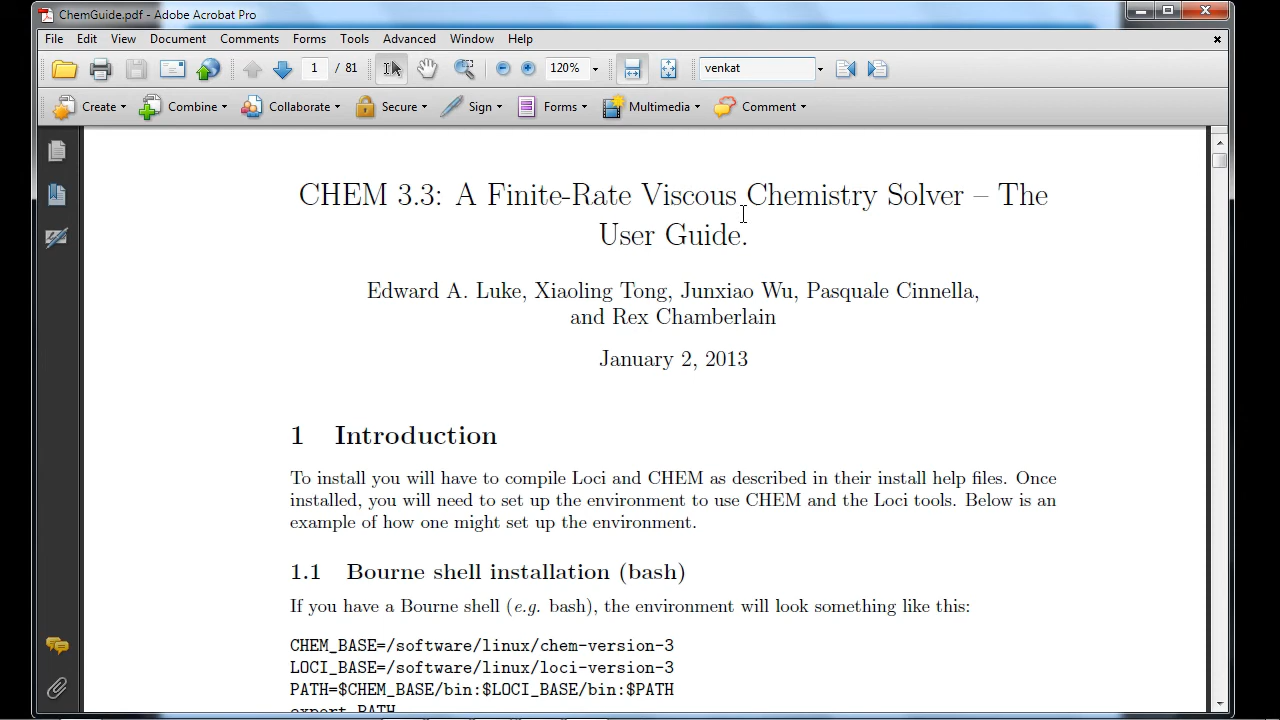 ChemGuide.pdf - Adobe Acrobat Pro
File Edit View Document Comments Forms Tools Advanced Window Help
1 / 81 120% venkat
Create Combine Collaborate Secure Sign Forms Multimedia Comment
CHEM 3.3: A Finite-Rate Viscous Chemistry Solver – The
User Guide.
Edward A. Luke, Xiaoling Tong, Junxiao Wu, Pasquale Cinnella,
and Rex Chamberlain
January 2, 2013
1 Introduction
To install you will have to compile Loci and CHEM as described in their install help files. Once
installed, you will need to set up the environment to use CHEM and the Loci tools. Below is an
example of how one might set up the environment.
1.1 Bourne shell installation (bash)
If you have a Bourne shell (e.g. bash), the environment will look something like this:
CHEM_BASE=/software/linux/chem-version-3
LOCI_BASE=/software/linux/loci-version-3
PATH=$CHEM_BASE/bin:$LOCI_BASE/bin:$PATH
export PATH